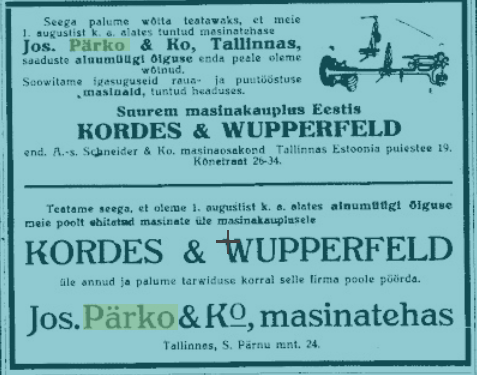 Seega palume wõita teatawaks, et meie
1. augustist k. a. alates tuntud masinatehase
Jos. Pärko & Ko, Tallinnas,
saaduste ainumüügi õiguse enda peale oleme
wõinud.
Soowitame igasuguseid raua- ja puutööstuse
masinaid, tuntud headuses.
Suurem masinakauplus Eestis
KORDES & WUPPERFELD
end. A.-s. Schneider & Ko. masinaosakond Tallinnas Estoonia puiestee 19.
Kõnetraat 26-34.
Teatame seega, et oleme 1. augustist k. a. alates ainumüügi õiguse
meie poolt ehitatud masinate üle masinakauplusele
KORDES & WUPPERFELD
üle annud ja palume tarwiduse korral selle firma poole pöörda.
Jos. Pärko & Ko, masinatehas
Tallinnas, S. Pärnu mnt. 24.